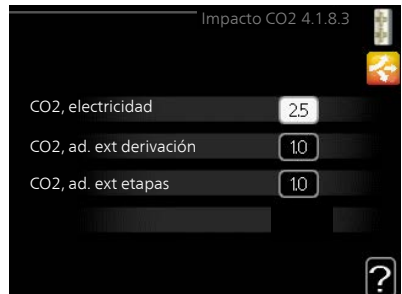 Impacto CO2 4.1.8.3
CO2, electricidad 2.5
CO2, ad. ext derivación 1.0
CO2, ad. ext etapas 1.0
?